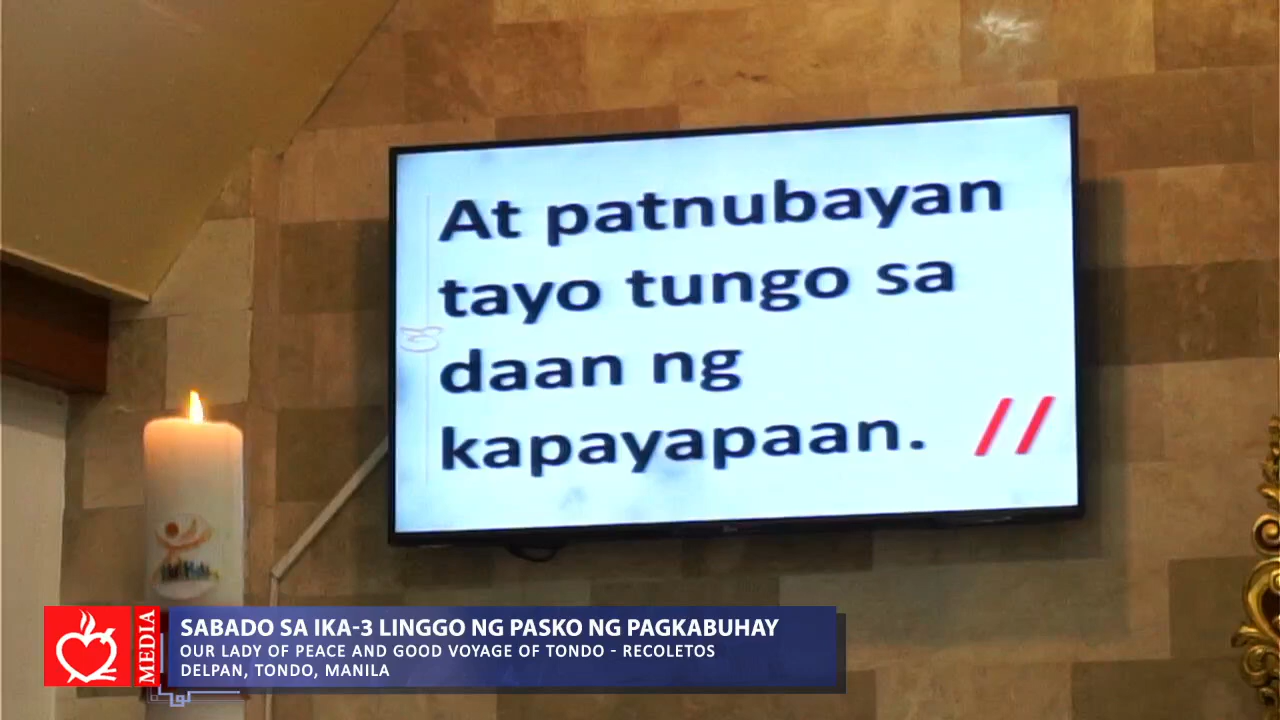 At patnubayan
tayo tungo sa
daan ng
kapayapaan. //
MEDIA
SABADO SA IKA-3 LINGGO NG PASKO NG PAGKABUHAY
OUR LADY OF PEACE AND GOOD VOYAGE OF TONDO - RECOLETOS
DELPAN, TONDO, MANILA